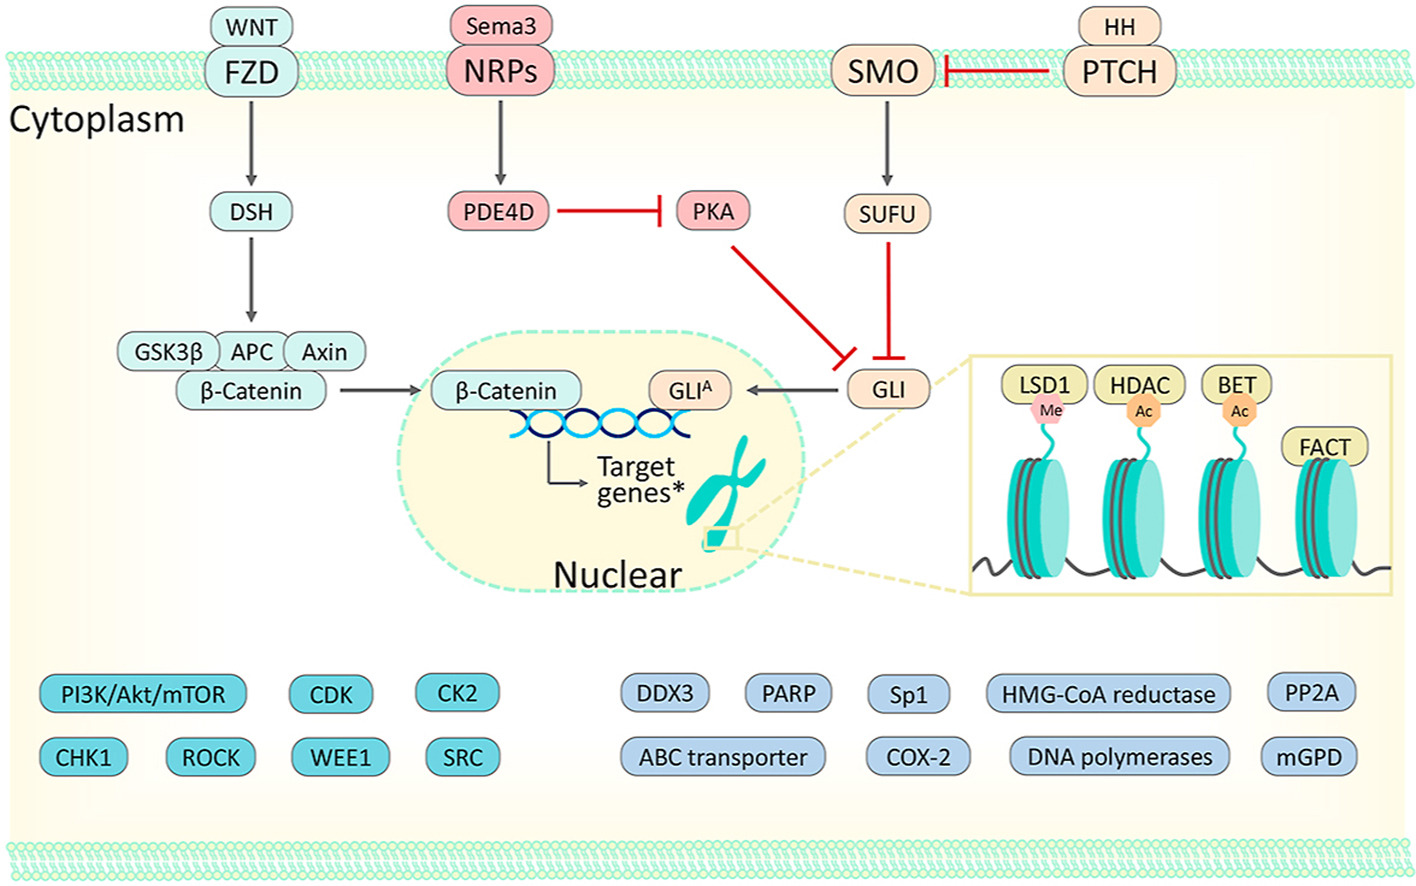 WNT
FZD
Sema3
NRPs
SMO
HH
PTCH
Cytoplasm
DSH
PDE4D
PKA
SUFU
GSK3β
APC
Axin
β-Catenin
β-Catenin
GLIᴬ
GLI
Target
genes*
Nuclear
LSD1
Me
HDAC
Ac
BET
Ac
FACT
PI3K/Akt/mTOR
CDK
CK2
DDX3
PARP
Sp1
HMG-CoA reductase
PP2A
CHK1
ROCK
WEE1
SRC
ABC transporter
COX-2
DNA polymerases
mGPD